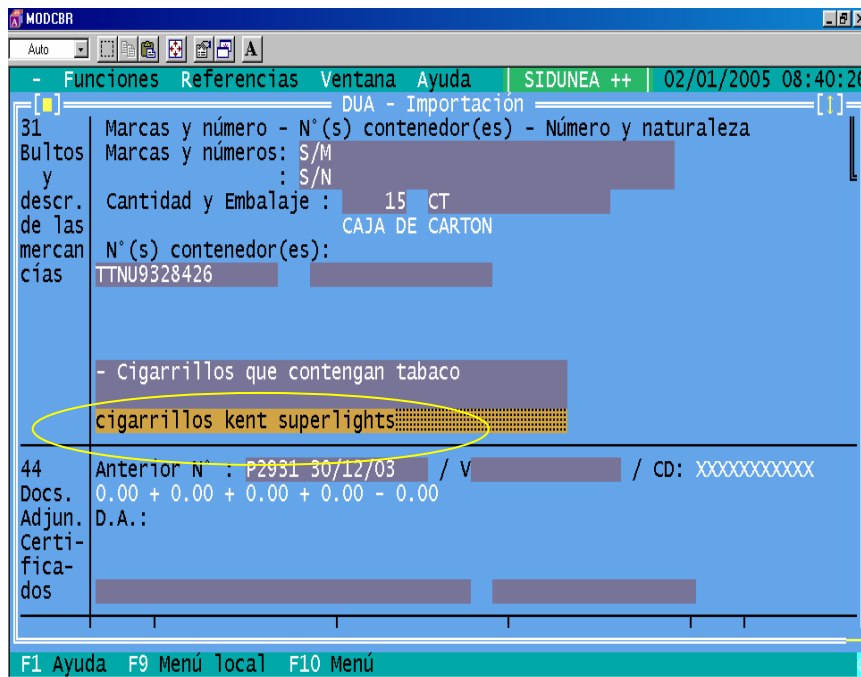 MODCBR
Auto
A
- Funciones Referencias Ventana Ayuda | SIDUNEA ++ | 02/01/2005 08:40:26
DUA - Importación
31 Marcas y número - N°(s) contenedor(es) - Número y naturaleza
Bultos Marcas y números: S/M
y : S/N
descr. Cantidad y Embalaje : 15 CT
de las CAJA DE CARTON
mercan N°(s) contenedor(es):
cías TTNU9328426
- Cigarrillos que contengan tabaco
cigarrillos kent superlights
44 Anterior N° : P2931 30/12/03 / V / CD: XXXXXXXXXXX
Docs. 0.00 + 0.00 + 0.00 + 0.00 - 0.00
Adjun. D.A.:
Certi-
fica-
dos
F1 Ayuda F9 Menú local F10 Menú